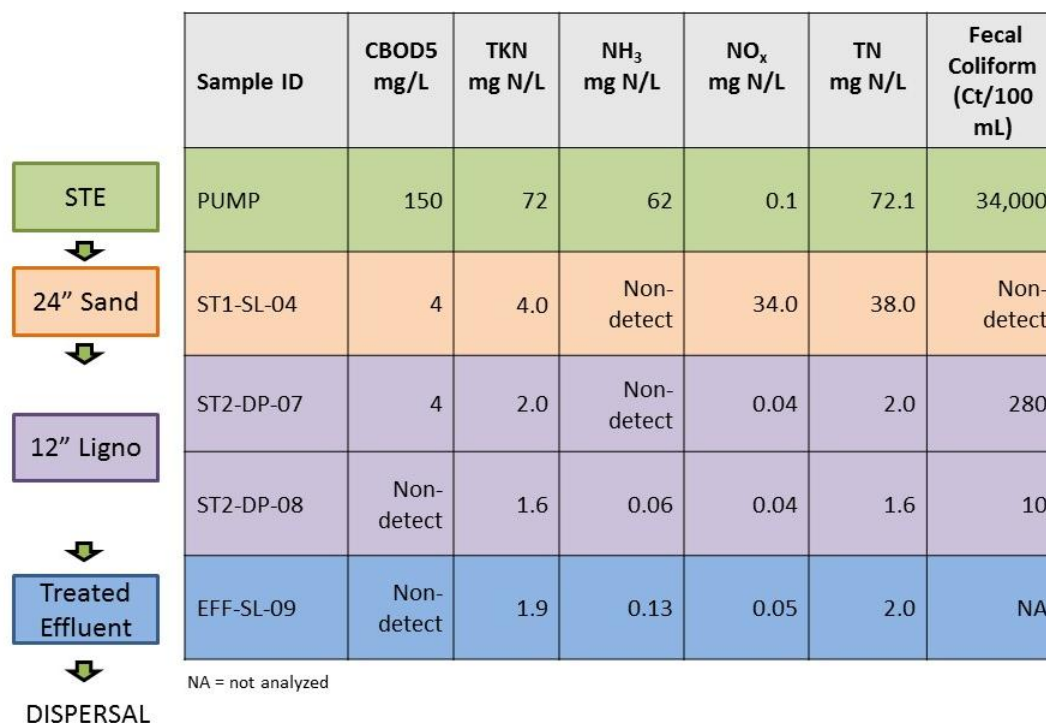 Sample ID
CBOD5
mg/L
TKN
mg N/L
NH₃
mg N/L
NOₓ
mg N/L
TN
mg N/L
Fecal
Coliform
(Ct/100
mL)
STE
PUMP 150 72 62 0.1 72.1 34,000
24” Sand
ST1-SL-04 4 4.0 Non-
detect 34.0 38.0 Non-
detect
12” Ligno
ST2-DP-07 4 2.0 Non-
detect 0.04 2.0 280
ST2-DP-08 Non-
detect 1.6 0.06 0.04 1.6 10
Treated
Effluent
EFF-SL-09 Non-
detect 1.9 0.13 0.05 2.0 NA
NA = not analyzed
DISPERSAL